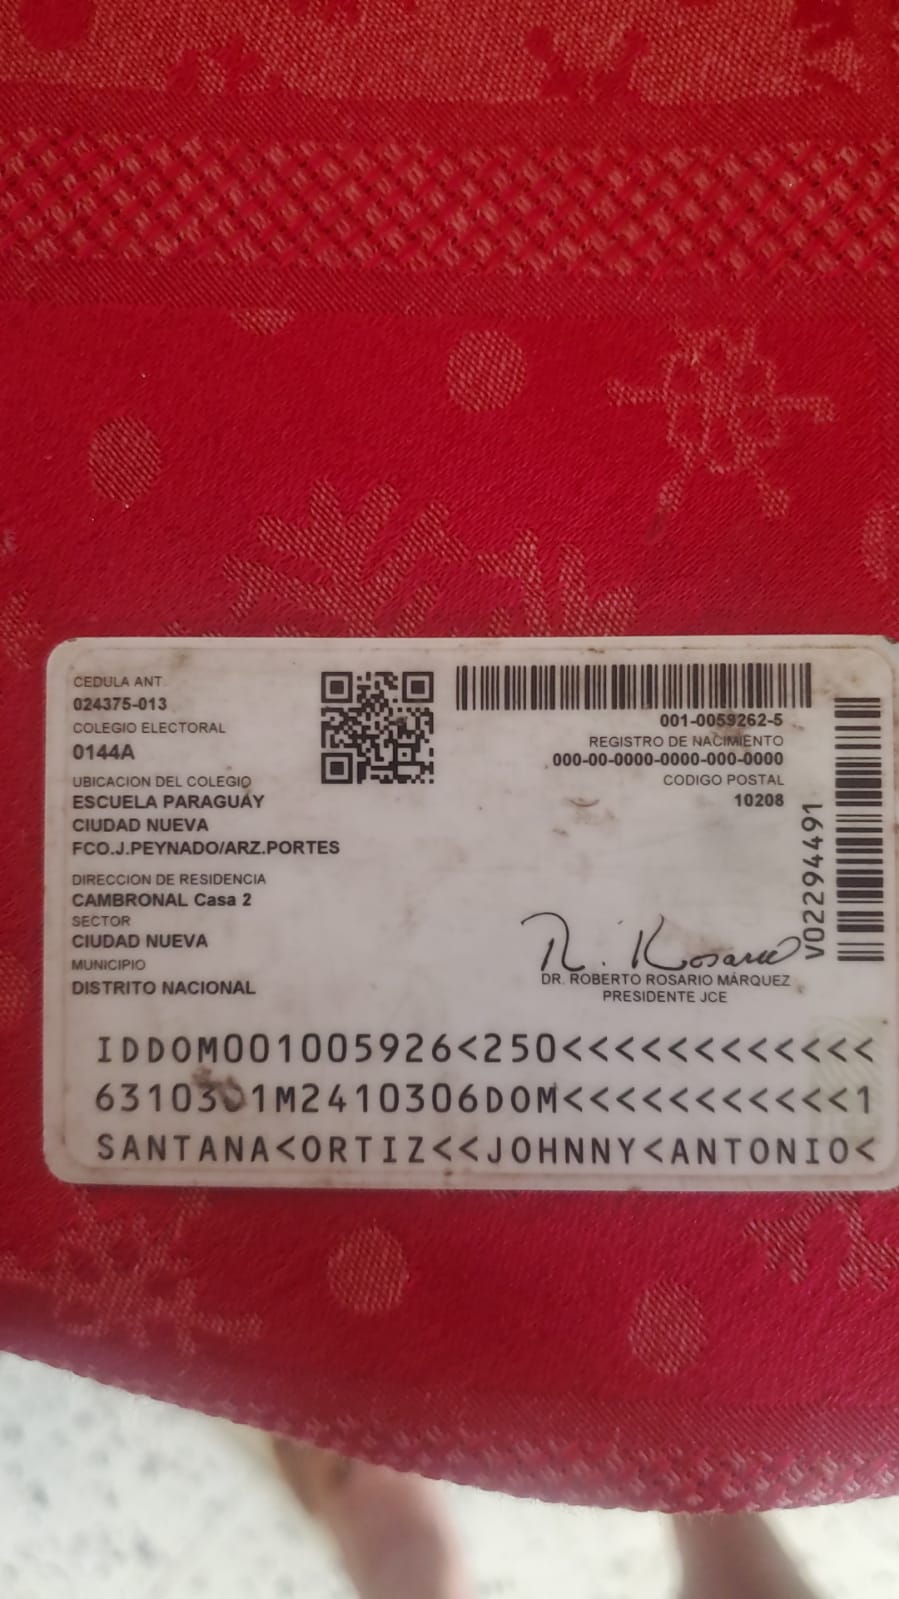 CEDULA ANT.
024375-013
COLEGIO ELECTORAL
0144A
UBICACION DEL COLEGIO
ESCUELA PARAGUAY
CIUDAD NUEVA
FCO.J.PEYNADO/ARZ.PORTES
DIRECCION DE RESIDENCIA
CAMBRONAL Casa 2
SECTOR
CIUDAD NUEVA
MUNICIPIO
DISTRITO NACIONAL
001-0059262-5
REGISTRO DE NACIMIENTO
000-00-0000-0000-000-0000
CODIGO POSTAL
10208
V02294491
R. Rosario
DR. ROBERTO ROSARIO MÁRQUEZ
PRESIDENTE JCE
IDDOM001005926<250<<<<<<<<<<<<
6310301M2410306DOM<<<<<<<<<<<1
SANTANA<ORTIZ<<JOHNNY<ANTONIO<